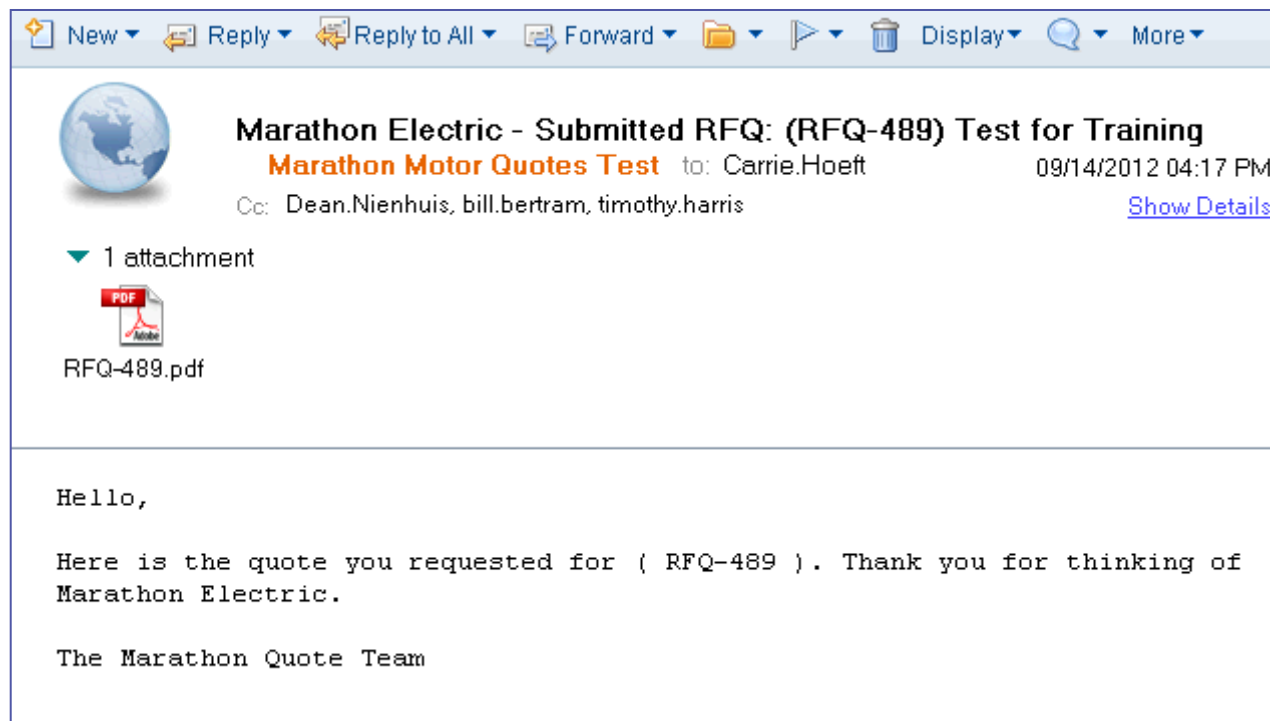 New Reply Reply to All Forward Display More
Marathon Electric - Submitted RFQ: (RFQ-489) Test for Training
Marathon Motor Quotes Test to: Carrie.Hoeft 09/14/2012 04:17 PM
Cc: Dean.Nienhuis, bill.bertram, timothy.harris Show Details
1 attachment
PDF
Adobe
RFQ-489.pdf
Hello,
Here is the quote you requested for ( RFQ-489 ). Thank you for thinking of
Marathon Electric.
The Marathon Quote Team